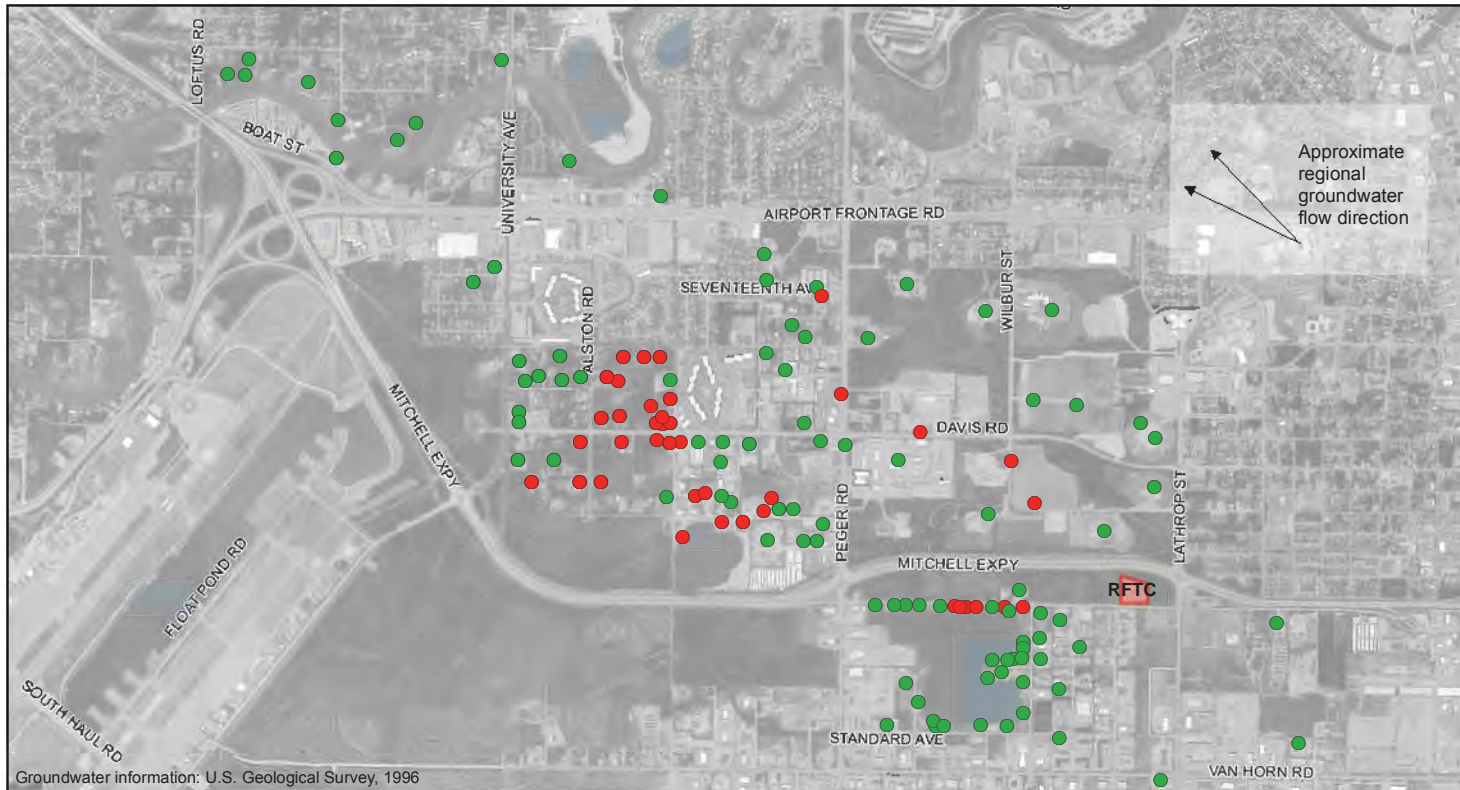 LOFTUS RD
BOAT ST
UNIVERSITY AVE
Approximate
regional
groundwater
flow direction
AIRPORT FRONTAGE RD
SEVENTEENTH AV
WILBUR ST
ALSTON RD
MITCHELL EXPY
DAVIS RD
LATHROP ST
PEGER RD
MITCHELL EXPY
RFTC
FLOAT POND RD
SOUTH HAUL RD
STANDARD AVE
VAN HORN RD
Groundwater information: U.S. Geological Survey, 1996